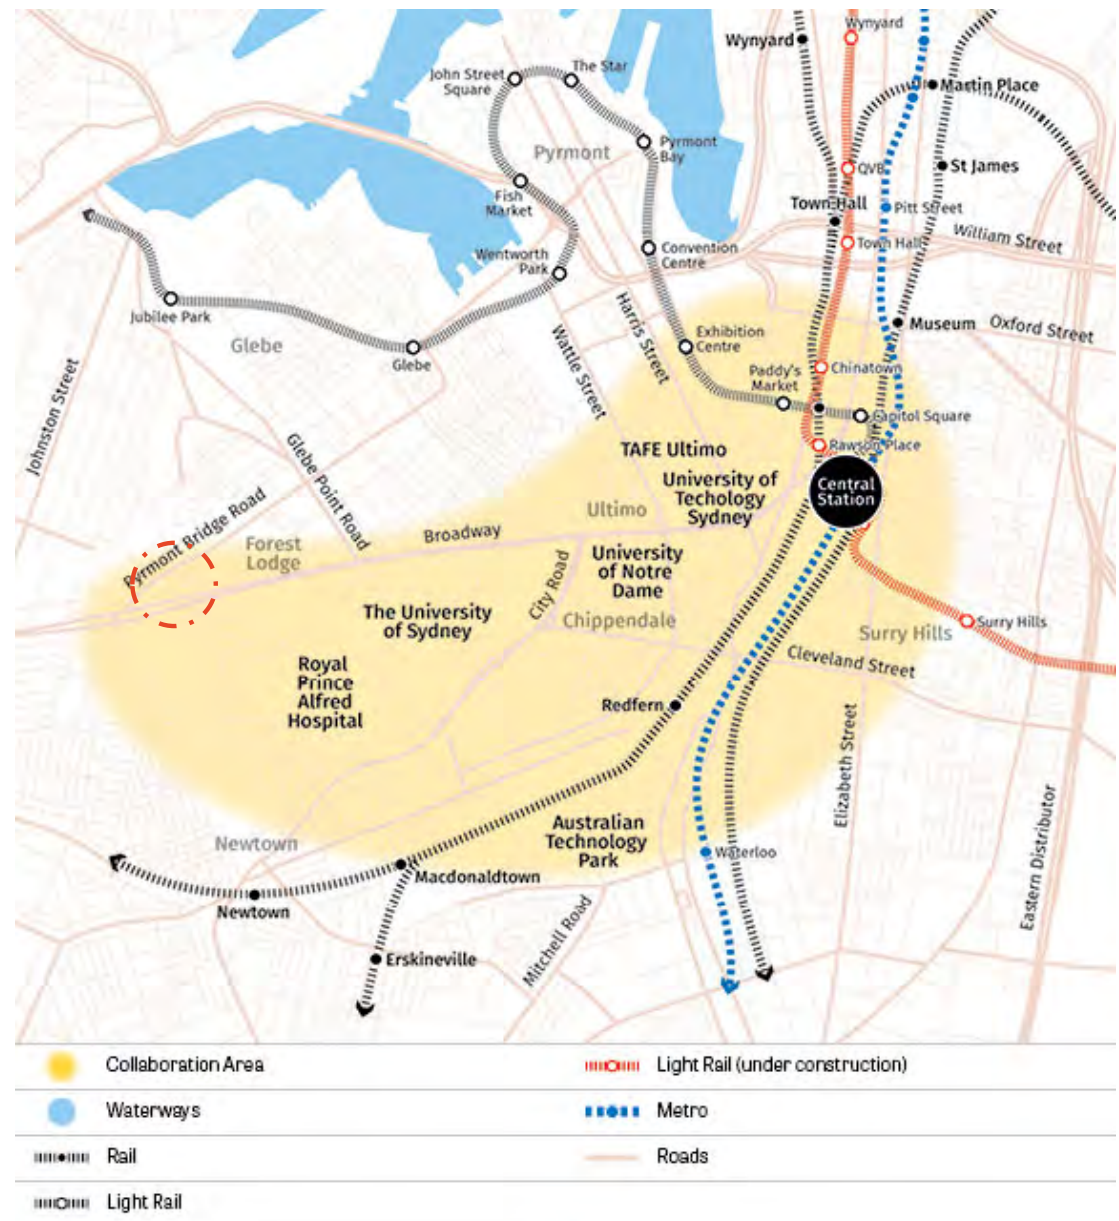 Wynyard
Wynyard
John Street
Square
The Star
Martin Place
Pyrmont
Pyrmont
Bay
QVB
St James
Fish
Market
Town Hall
Pitt Street
William Street
Town Hall
Wentworth
Park
Convention
Centre
Jubilee Park
Glebe
Glebe
Harris Street
Wattle Street
Exhibition
Centre
Museum
Oxford Street
Johnston Street
Paddy's
Market
Chinatown
Capitol Square
Rawson Place
Glebe Point Road
TAFE Ultimo
University of
Techology
Sydney
Central
Station
Pyrmont Bridge Road
Ultimo
Broadway
Forest
Lodge
University
of Notre
Dame
City Road
The University
of Sydney
Chippendale
Surry Hills
Surry Hills
Cleveland Street
Royal
Prince
Alfred
Hospital
Redfern
Elizabeth Street
Eastern Distributor
Australian
Technology
Park
Newtown
Waterloo
Macdonaldtown
Newtown
Mitchell Road
Erskineville
Collaboration Area
Light Rail (under construction)
Waterways
Metro
Rail
Roads
Light Rail